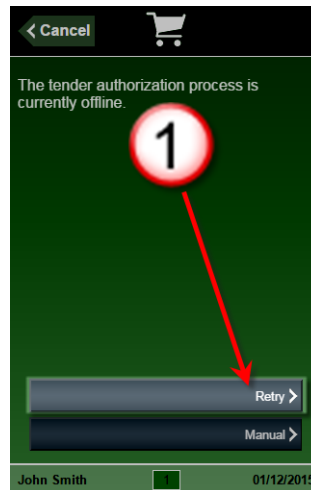 Cancel
The tender authorization process is
currently offline.
1
Retry
Manual
John Smith 1 01/12/2015